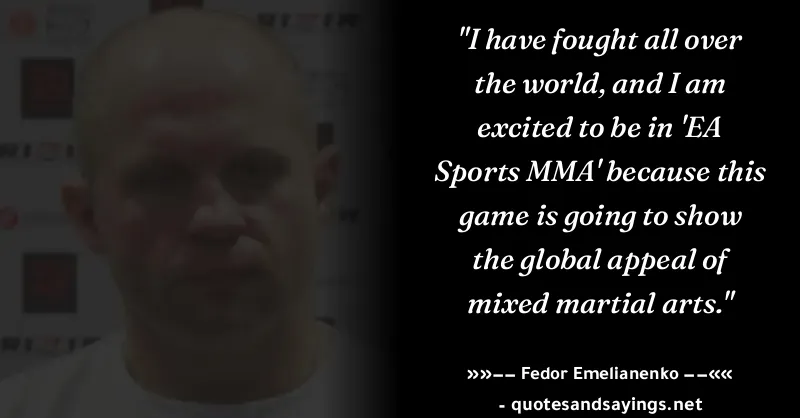 "I have fought all over
the world, and I am
excited to be in 'EA
Sports MMA' because this
game is going to show
the global appeal of
mixed martial arts."
»»−− Fedor Emelianenko −−««
- quotesandsayings.net